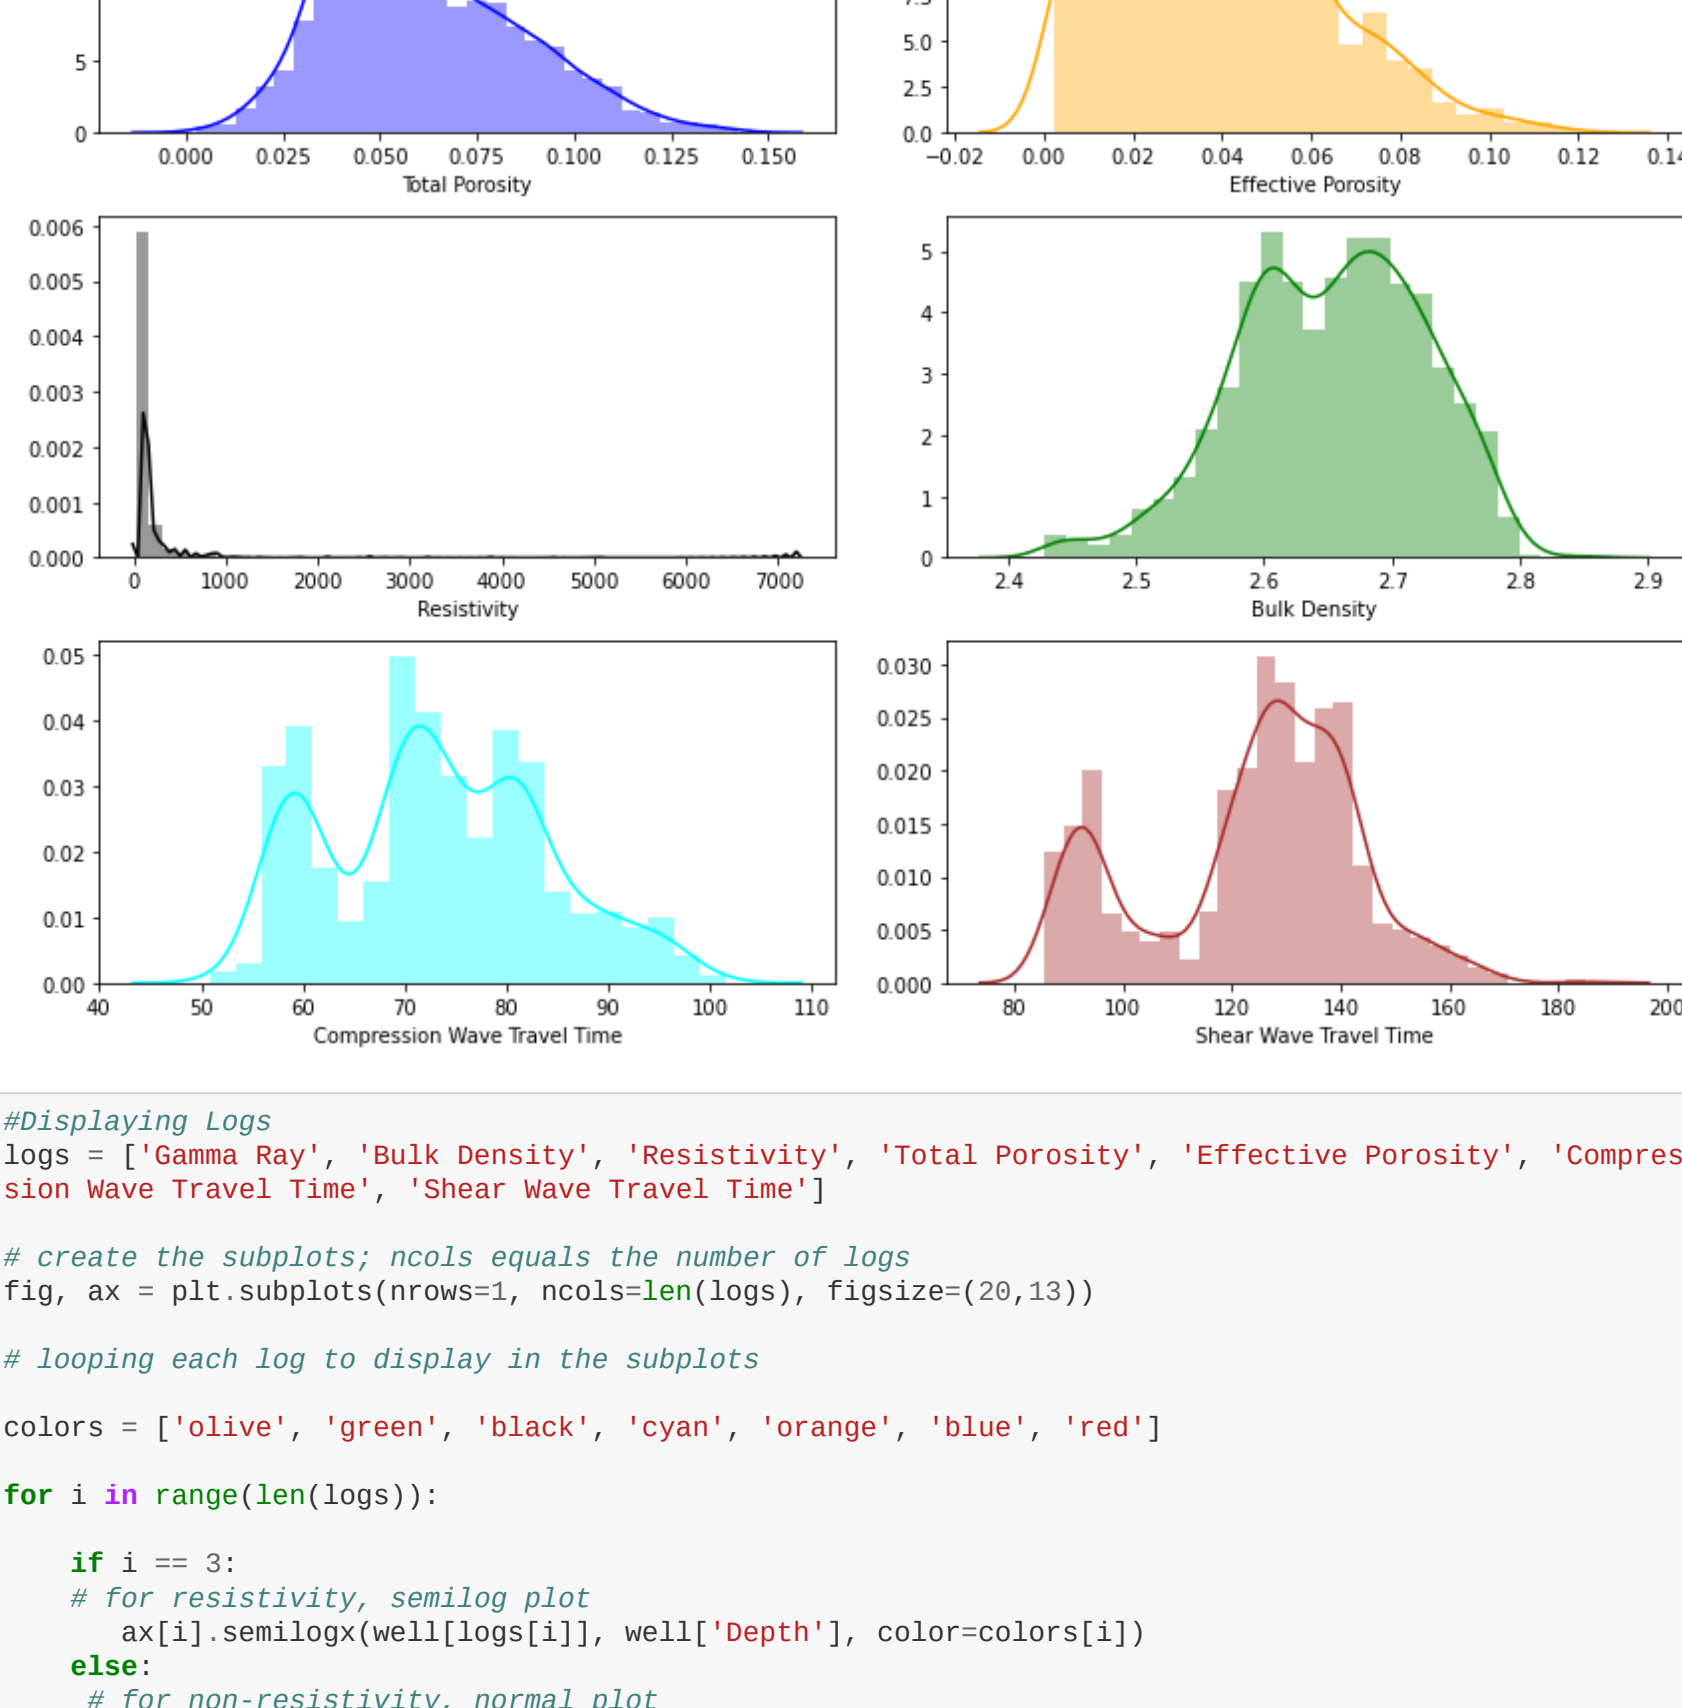 5
0
0.000 0.025 0.050 0.075 0.100 0.125 0.150
Total Porosity
5.0
2.5
0.0
−0.02 0.00 0.02 0.04 0.06 0.08 0.10 0.12 0.14
Effective Porosity
0.006
0.005
0.004
0.003
0.002
0.001
0.000
0 1000 2000 3000 4000 5000 6000 7000
Resistivity
5
4
3
2
1
0
2.4 2.5 2.6 2.7 2.8 2.9
Bulk Density
0.05
0.04
0.03
0.02
0.01
0.00
40 50 60 70 80 90 100 110
Compression Wave Travel Time
0.030
0.025
0.020
0.015
0.010
0.005
0.000
80 100 120 140 160 180 200
Shear Wave Travel Time
#Displaying Logs
logs = ['Gamma Ray', 'Bulk Density', 'Resistivity', 'Total Porosity', 'Effective Porosity', 'Compres
sion Wave Travel Time', 'Shear Wave Travel Time']
# create the subplots; ncols equals the number of logs
fig, ax = plt.subplots(nrows=1, ncols=len(logs), figsize=(20,13))
# looping each log to display in the subplots
colors = ['olive', 'green', 'black', 'cyan', 'orange', 'blue', 'red']
for i in range(len(logs)):
if i == 3:
# for resistivity, semilog plot
ax[i].semilogx(well[logs[i]], well['Depth'], color=colors[i])
else:
# for non-resistivity, normal plot